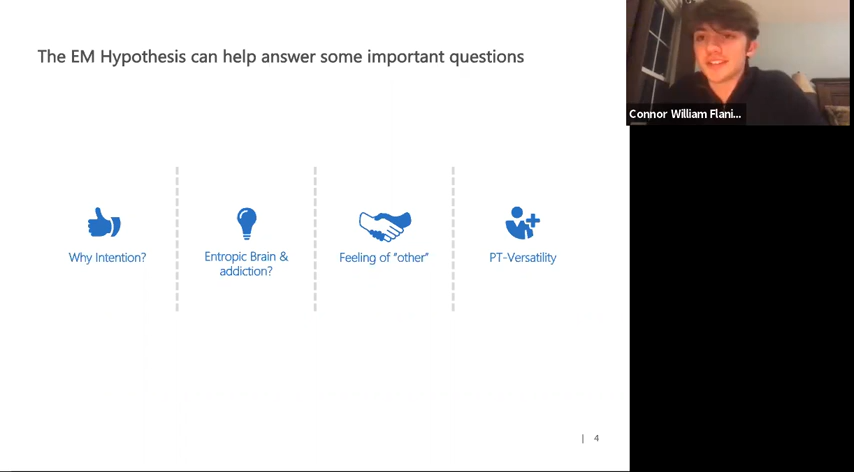 The EM Hypothesis can help answer some important questions
Connor William Flani...
Why Intention?
Entropic Brain &
addiction?
Feeling of "other"
PT-Versatility
| 4